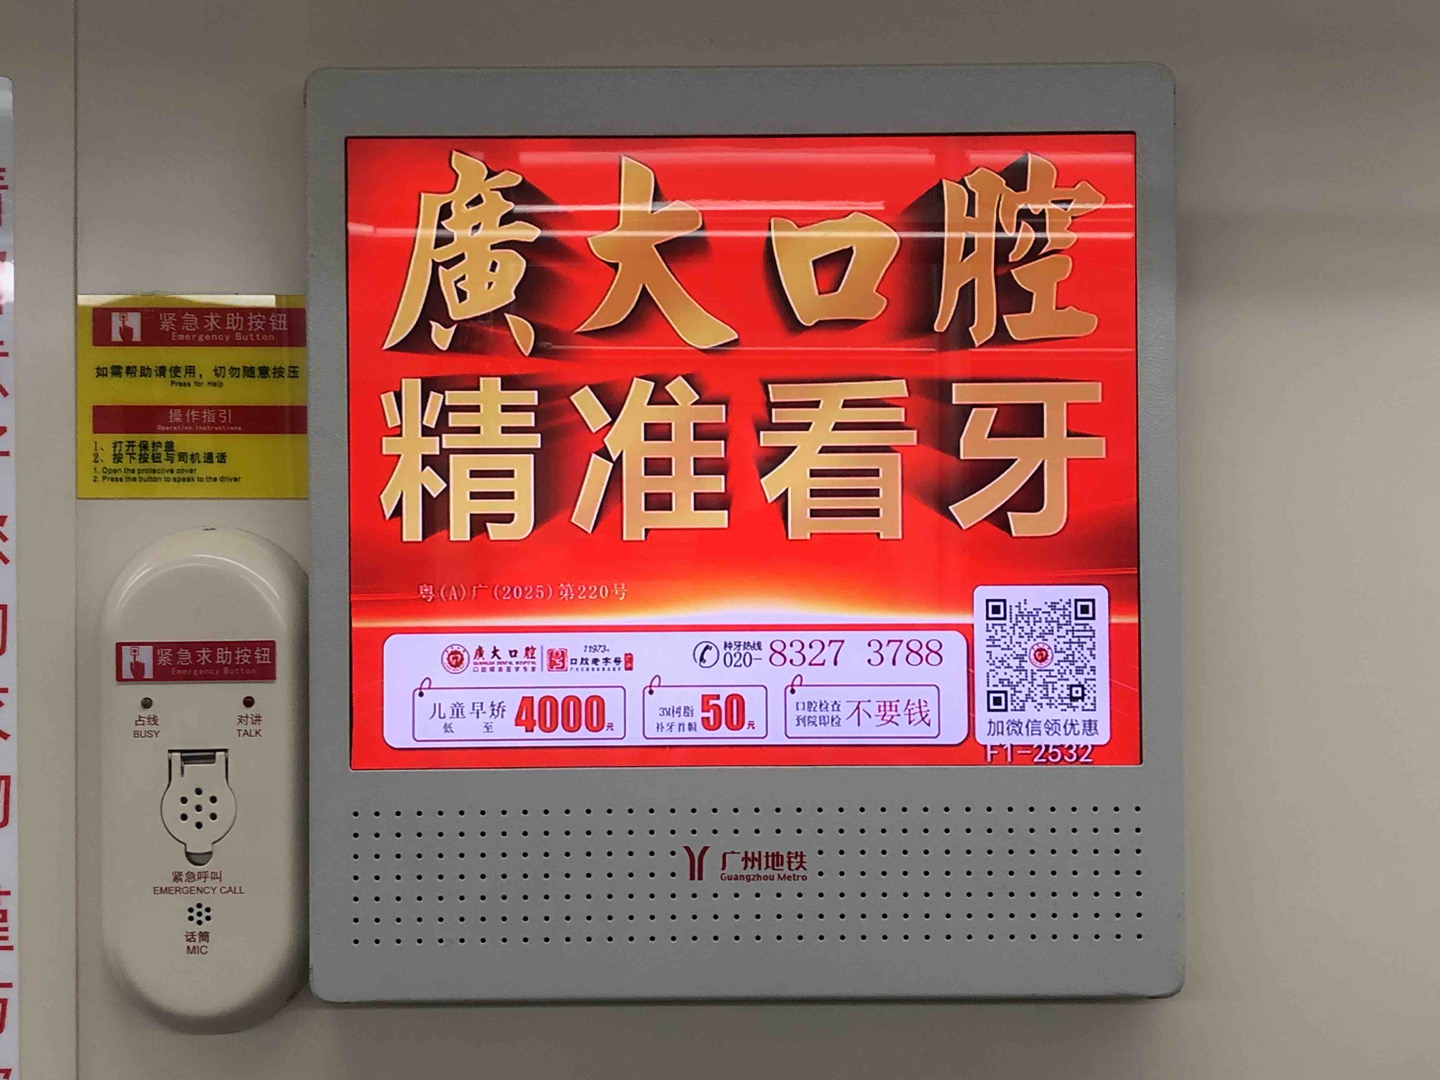 紧急求助按钮
Emergency Button
如需帮助请使用，切勿随意按压
Press for Help
操作指引
Operation Instructions
1、打开保护盖
2、按下按钮与司机通话
1. Open the protective cover
2. Press the button to speak to the driver
紧急求助按钮
Emergency Button
占线
BUSY
对讲
TALK
紧急呼叫
EMERGENCY CALL
话筒
MIC
廣大口腔
精准看牙
粤(A)广(2025)第220号
廣大口腔
口腔老字号
种牙热线
020-8327 3788
儿童早矫
低至
4000元
3M树脂
补牙首颗
50元
口腔检查
到院即检
不要钱
加微信领优惠
F1-2532
广州地铁
Guangzhou Metro